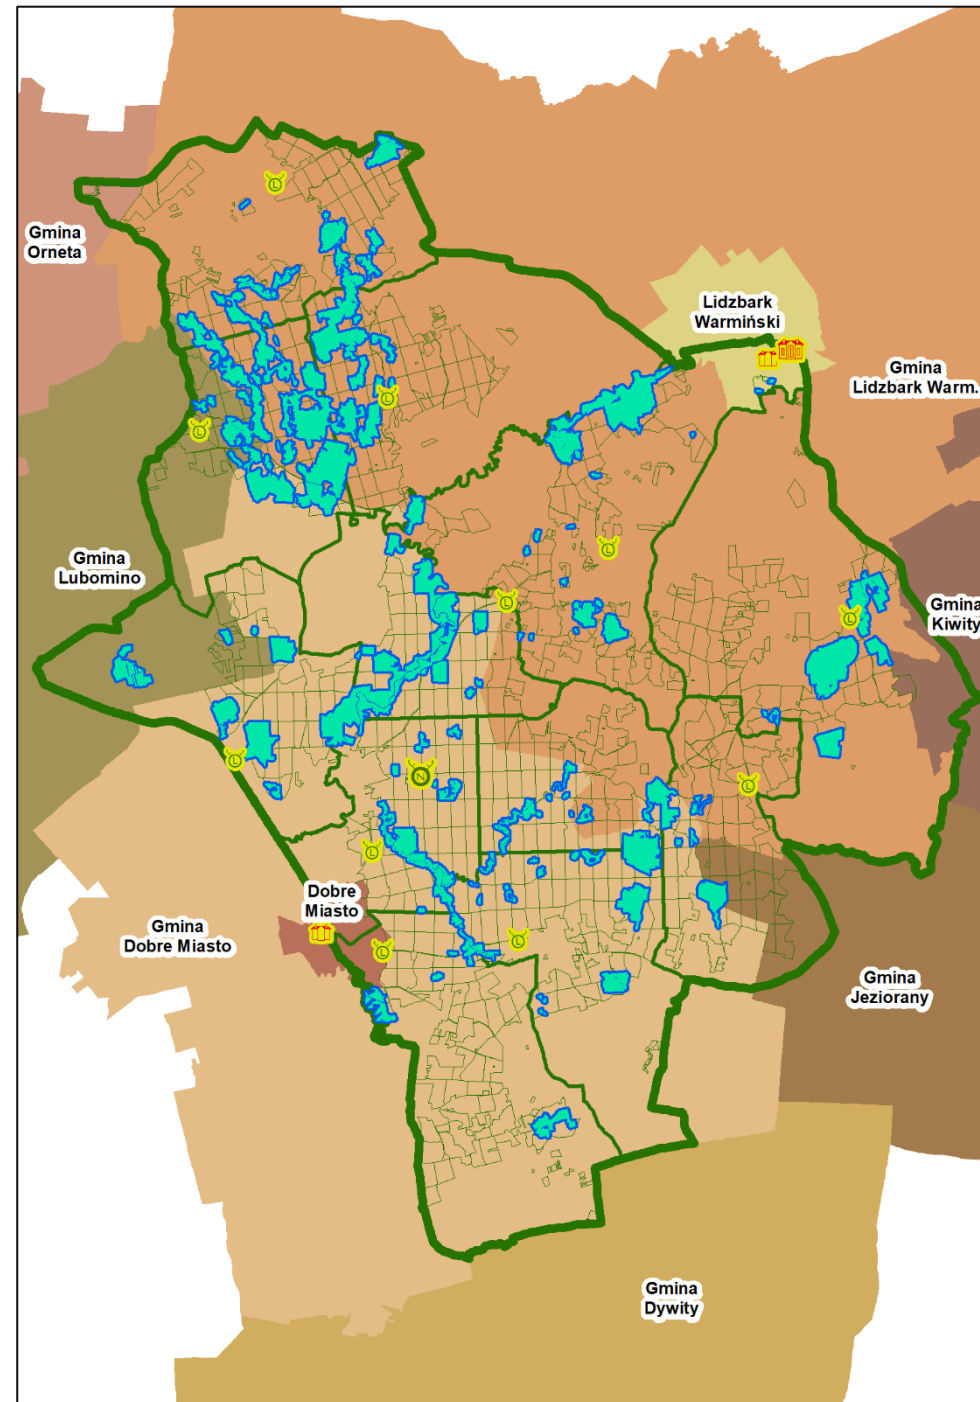 Gmina
Orneta
Lidzbark
Warmiński
Gmina
Lidzbark Warm.
Gmina
Lubomino
Gmina
Kiwity
Dobre
Miasto
Gmina
Dobre Miasto
Gmina
Jeziorany
Gmina
Dywity
L
L
L
L
L
L
L
L
N
L
L
L